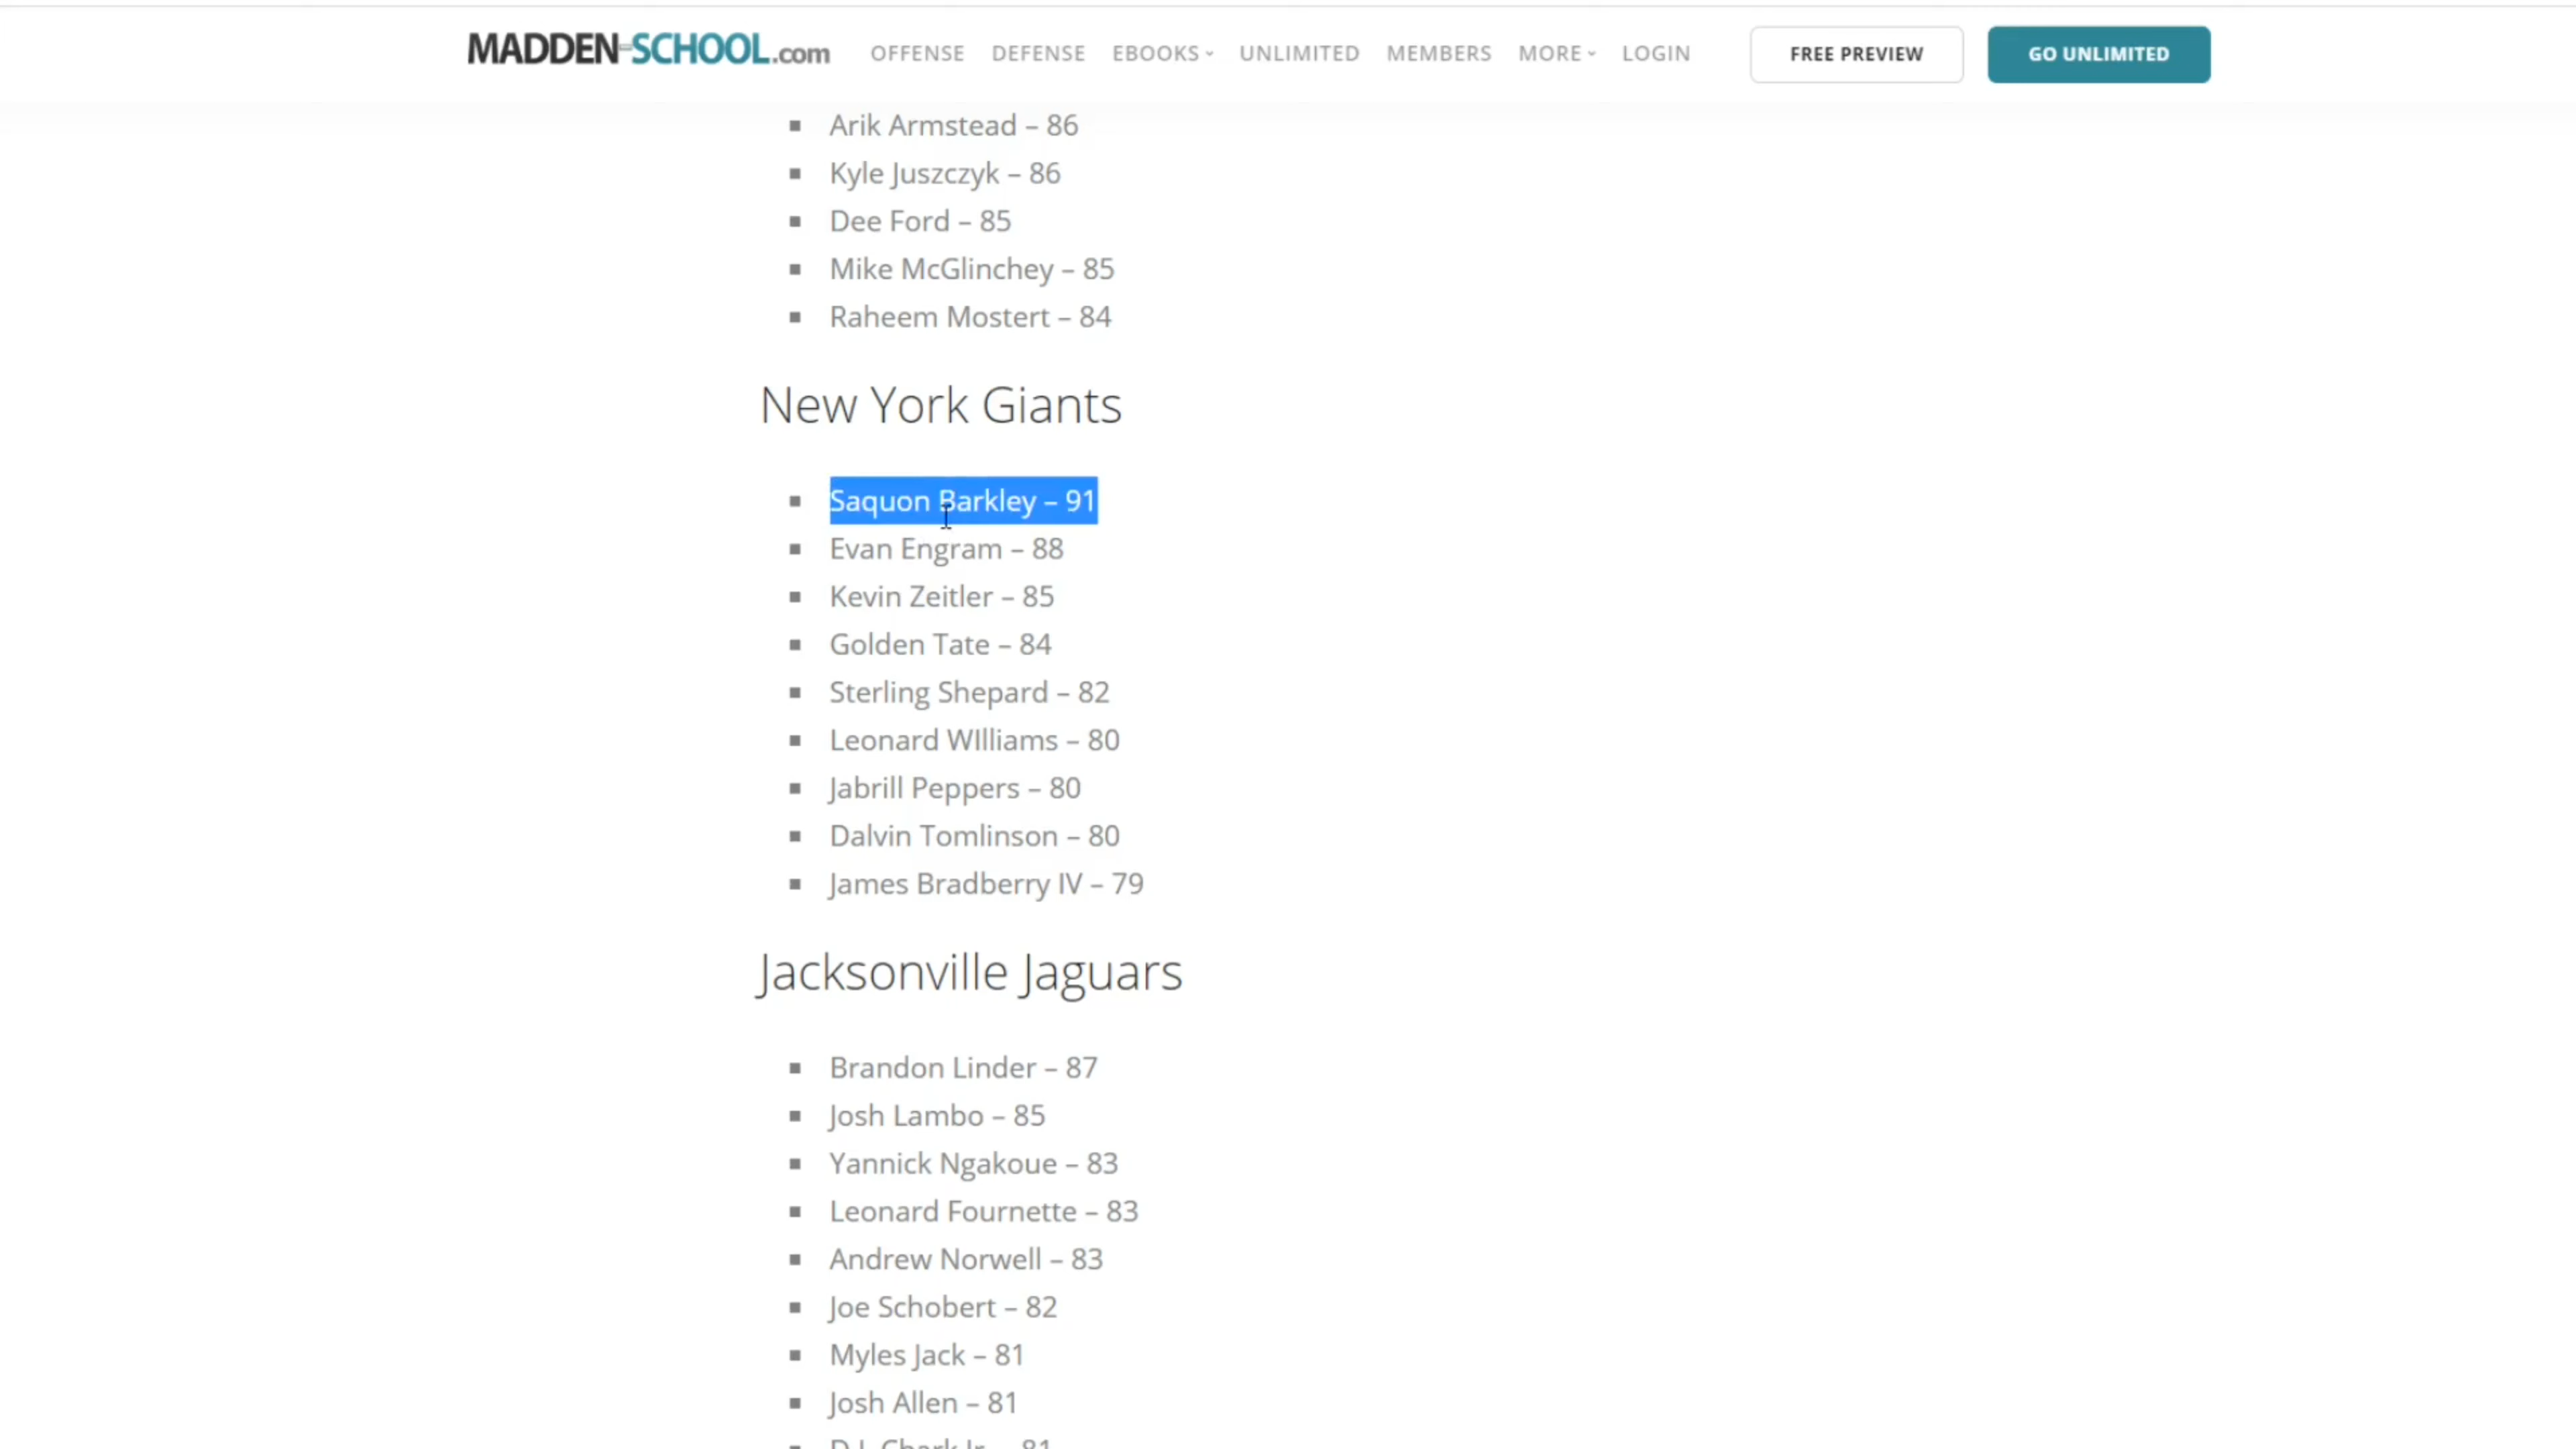 MADDEN-SCHOOL.com OFFENSE DEFENSE EBOOKS UNLIMITED MEMBERS MORE LOGIN FREE PREVIEW GO UNLIMITED
Arik Armstead – 86
Kyle Juszczyk – 86
Dee Ford – 85
Mike McGlinchey – 85
Raheem Mostert – 84
New York Giants
Saquon Barkley – 91
Evan Engram – 88
Kevin Zeitler – 85
Golden Tate – 84
Sterling Shepard – 82
Leonard WIlliams – 80
Jabrill Peppers – 80
Dalvin Tomlinson – 80
James Bradberry IV – 79
Jacksonville Jaguars
Brandon Linder – 87
Josh Lambo – 85
Yannick Ngakoue – 83
Leonard Fournette – 83
Andrew Norwell – 83
Joe Schobert – 82
Myles Jack – 81
Josh Allen – 81